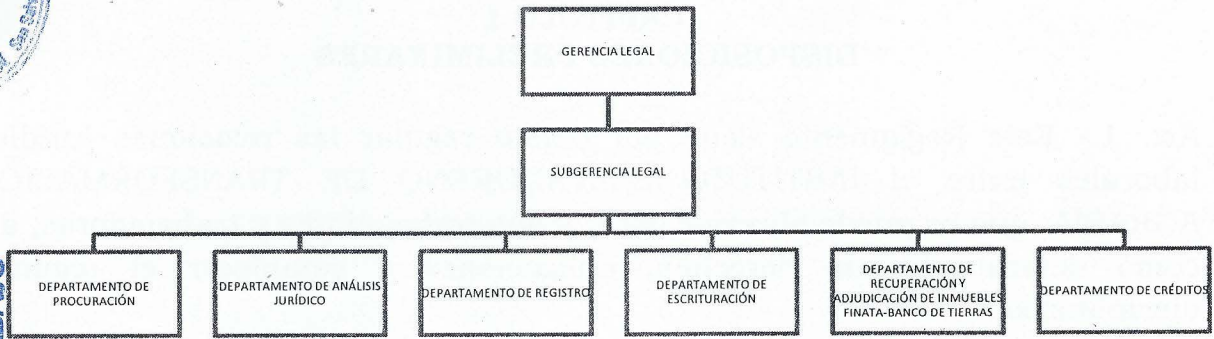 GERENCIA LEGAL
SUBGERENCIA LEGAL
DEPARTAMENTO DE
PROCURACIÓN
DEPARTAMENTO DE ANÁLISIS
JURÍDICO
DEPARTAMENTO DE REGISTRO
DEPARTAMENTO DE
ESCRITURACIÓN
DEPARTAMENTO DE
RECUPERACIÓN Y
ADJUDICACIÓN DE INMUEBLES
FINATA-BANCO DE TIERRAS
DEPARTAMENTO DE CRÉDITOS